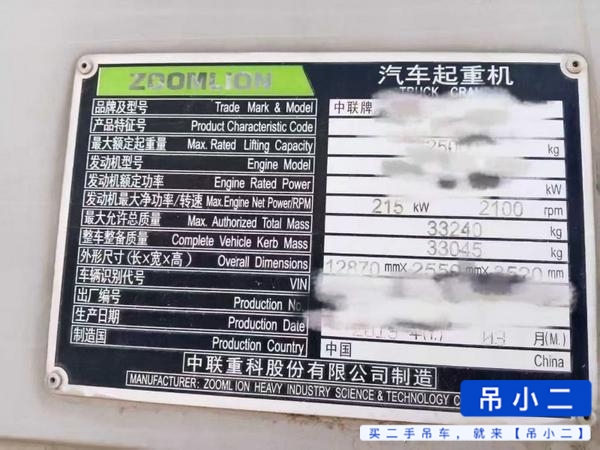 ZOOMLION 汽车起重机
TRUCK CRANE
品牌及型号 Trade Mark & Model 中联牌
产品特征号 Product Characteristic Code
最大额定起重量 Max. Rated Lifting Capacity kg
发动机型号 Engine Model
发动机额定功率 Engine Rated Power kW
发动机最大净功率/转速 Max.Engine Net Power/RPM 215 kW 2100 rpm
最大允许总质量 Max. Authorized Total Mass 33240 kg
整车整备质量 Complete Vehicle Kerb Mass 33045 kg
外形尺寸(长×宽×高) Overall Dimensions 12870 mmX 2550 mmX 3520 mm
车辆识别代号 VIN
出厂编号 Production No.
生产日期 Production Date 月(M.)
制造国 Production Country 中国 China
中联重科股份有限公司制造
MANUFACTURER: ZOOMLION HEAVY INDUSTRY SCIENCE & TECHNOLOGY
吊小二
买二手吊车,就来【吊小二】